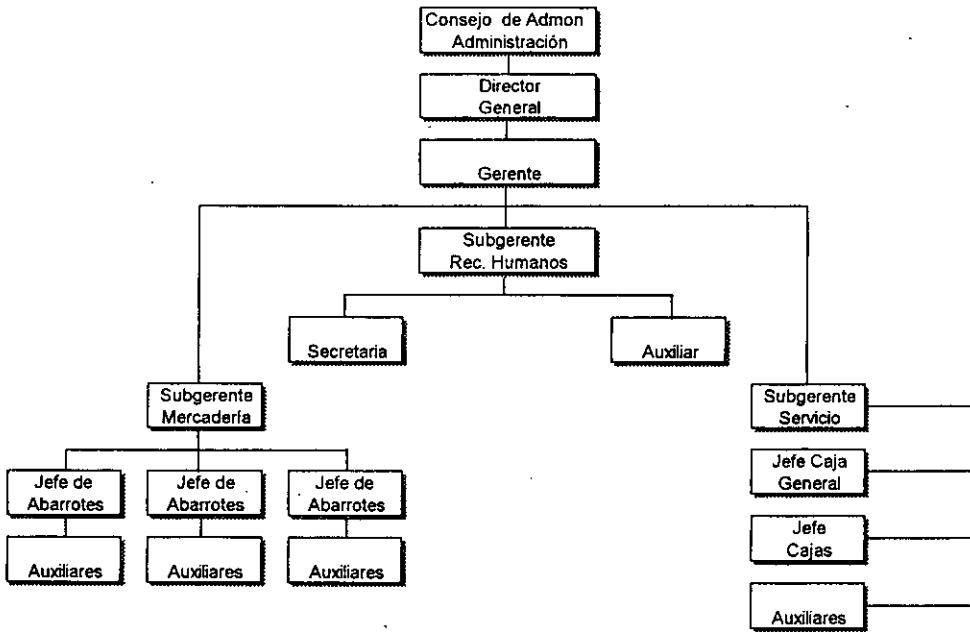 Consejo de Admon
Administración
Director
General
Gerente
Subgerente
Rec. Humanos
Secretaria
Auxiliar
Subgerente
Mercadería
Subgerente
Servicio
Jefe de
Abarrotes
Jefe de
Abarrotes
Jefe de
Abarrotes
Jefe Caja
General
Auxiliares
Auxiliares
Auxiliares
Jefe
Cajas
Auxiliares